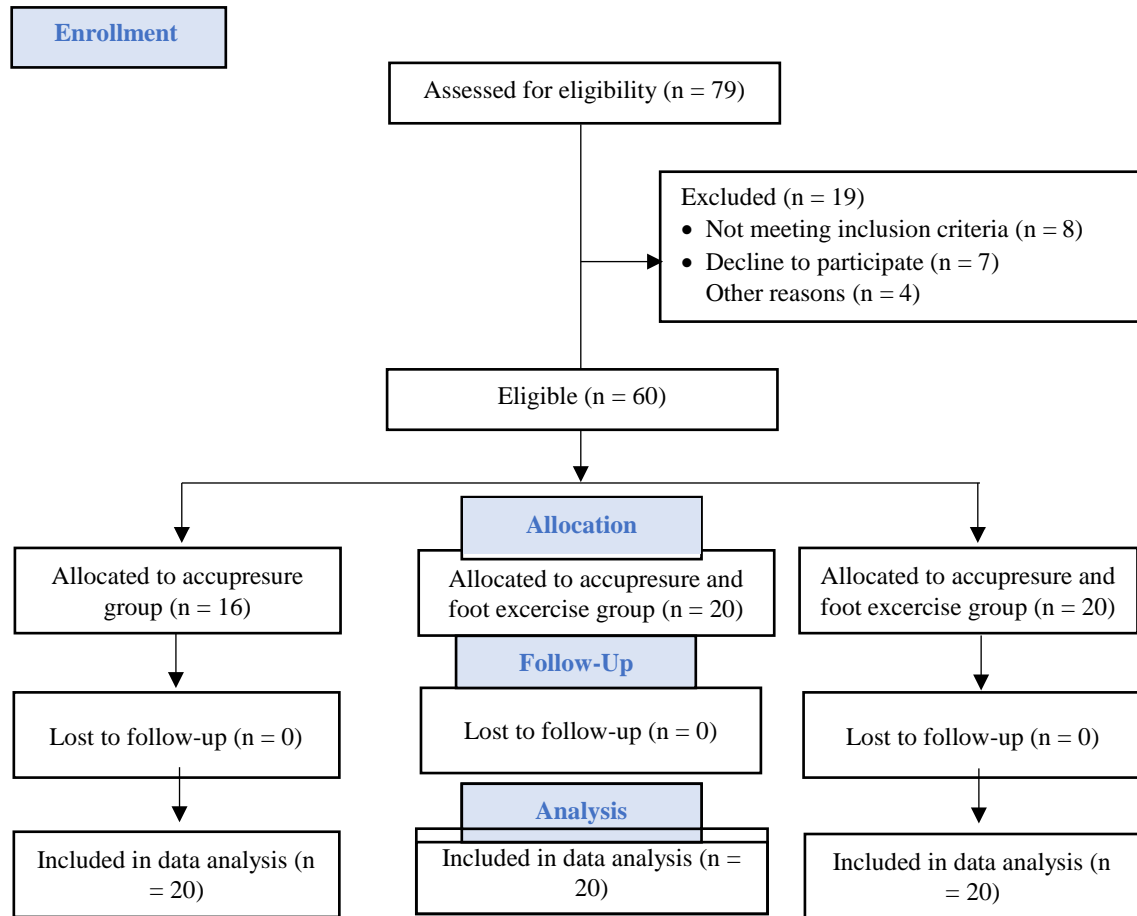 Enrollment
Assessed for eligibility (n = 79)
Excluded (n = 19)
• Not meeting inclusion criteria (n = 8)
• Decline to participate (n = 7)
Other reasons (n = 4)
Eligible (n = 60)
Allocation
Allocated to accupresure
group (n = 16)
Allocated to accupresure and
foot excercise group (n = 20)
Allocated to accupresure and
foot excercise group (n = 20)
Follow-Up
Lost to follow-up (n = 0)
Lost to follow-up (n = 0)
Lost to follow-up (n = 0)
Analysis
Included in data analysis (n
= 20)
Included in data analysis (n =
20)
Included in data analysis (n
= 20)